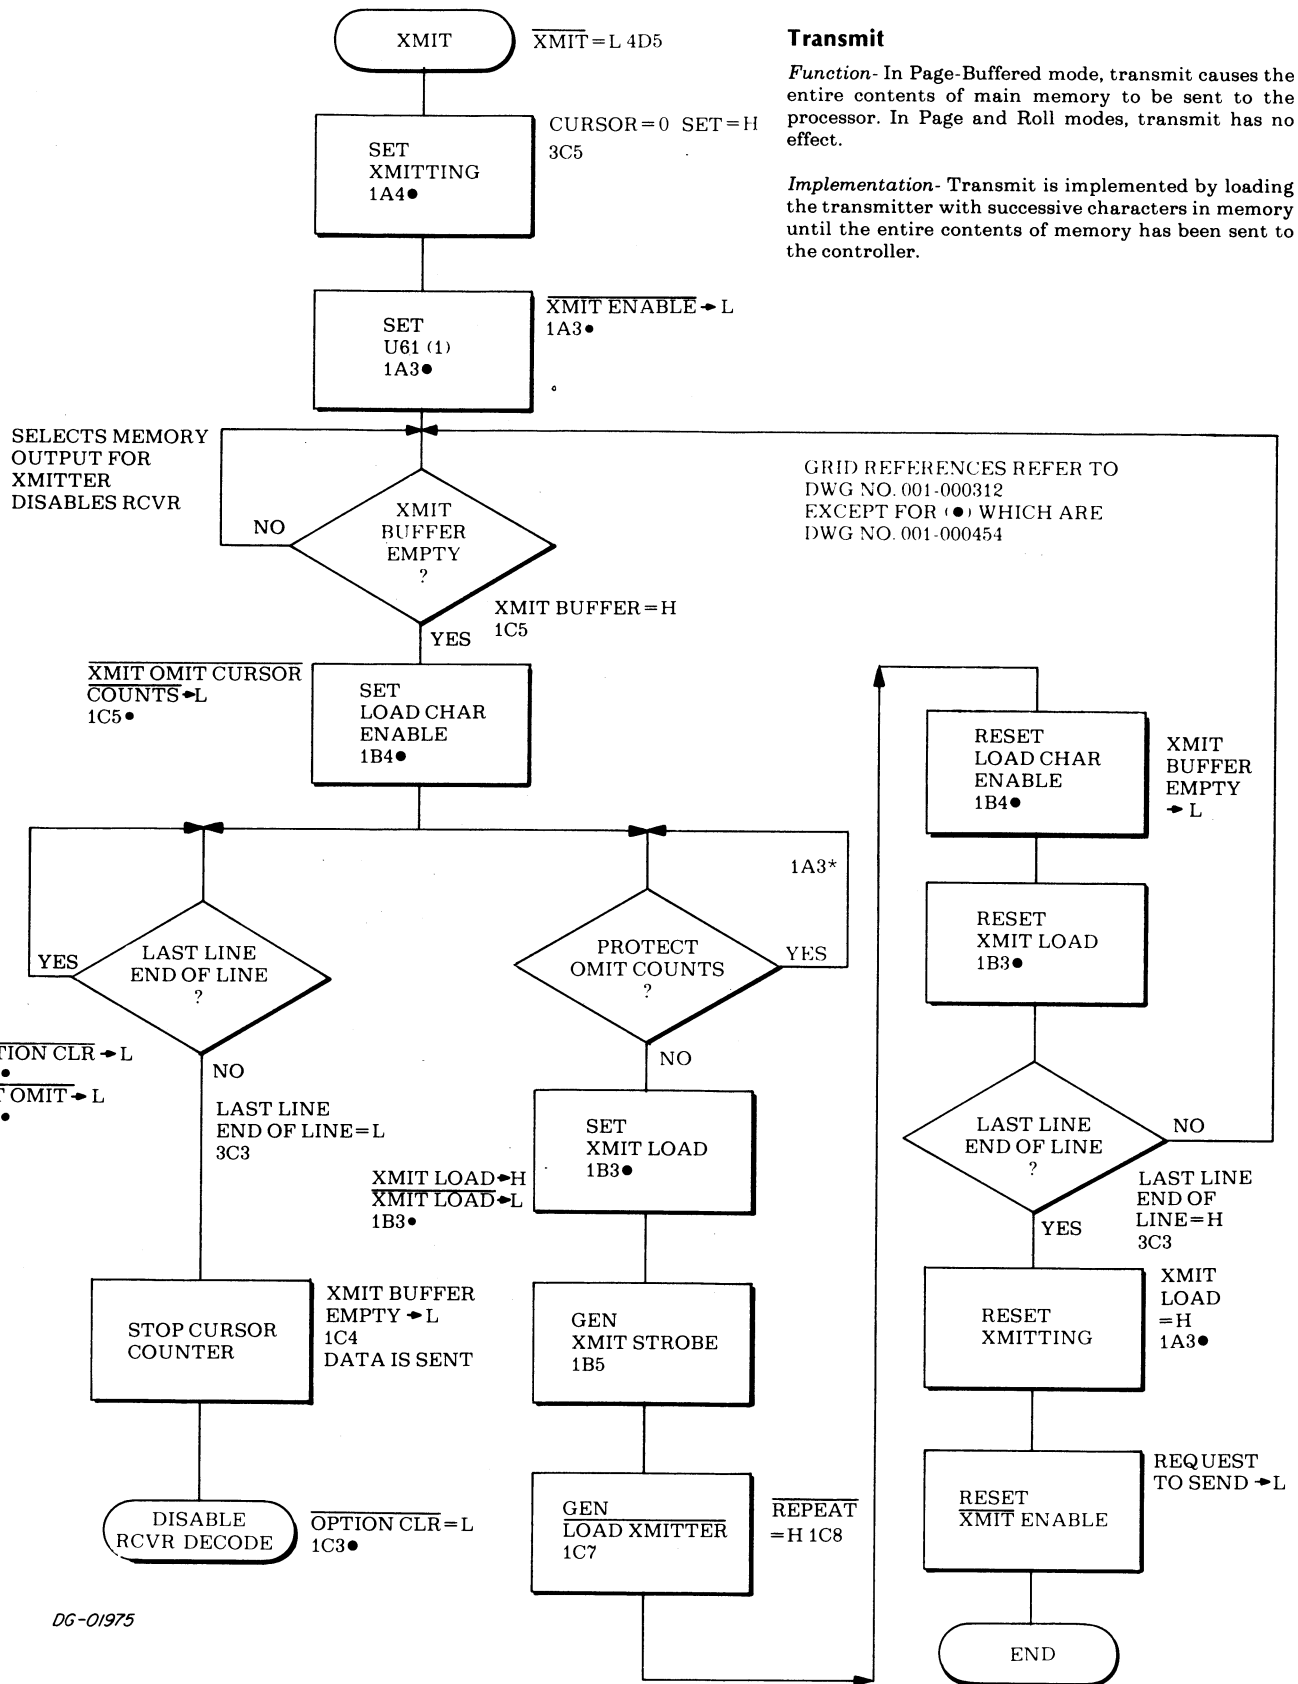 XMIT
XMIT=L 4D5
Transmit
Function- In Page-Buffered mode, transmit causes the
entire contents of main memory to be sent to the
processor. In Page and Roll modes, transmit has no
effect.
Implementation- Transmit is implemented by loading
the transmitter with successive characters in memory
until the entire contents of memory has been sent to
the controller.
CURSOR=0 SET=H
3C5
SET
XMITTING
1A4●
SET
U61 (1)
1A3●
XMIT ENABLE→L
1A3●
SELECTS MEMORY
OUTPUT FOR
XMITTER
DISABLES RCVR
GRID REFERENCES REFER TO
DWG NO. 001-000312
EXCEPT FOR (●) WHICH ARE
DWG NO. 001-000454
XMIT
BUFFER
EMPTY
?
NO
XMIT BUFFER=H
1C5
YES
XMIT OMIT CURSOR
COUNTS→L
1C5●
SET
LOAD CHAR
ENABLE
1B4●
LAST LINE
END OF LINE
?
YES
TION CLR→L
●
T OMIT→L
●
NO
LAST LINE
END OF LINE=L
3C3
STOP CURSOR
COUNTER
XMIT BUFFER
EMPTY→L
1C4
DATA IS SENT
DISABLE
RCVR DECODE
OPTION CLR=L
1C3●
1A3*
PROTECT
OMIT COUNTS
?
YES
NO
SET
XMIT LOAD
1B3●
XMIT LOAD→H
XMIT LOAD→L
1B3●
GEN
XMIT STROBE
1B5
GEN
LOAD XMITTER
1C7
REPEAT
=H 1C8
RESET
LOAD CHAR
ENABLE
1B4●
XMIT
BUFFER
EMPTY
→L
RESET
XMIT LOAD
1B3●
LAST LINE
END OF LINE
?
NO
LAST LINE
END OF
LINE=H
3C3
YES
RESET
XMITTING
XMIT
LOAD
=H
1A3●
RESET
XMIT ENABLE
REQUEST
TO SEND→L
END
DG-01975